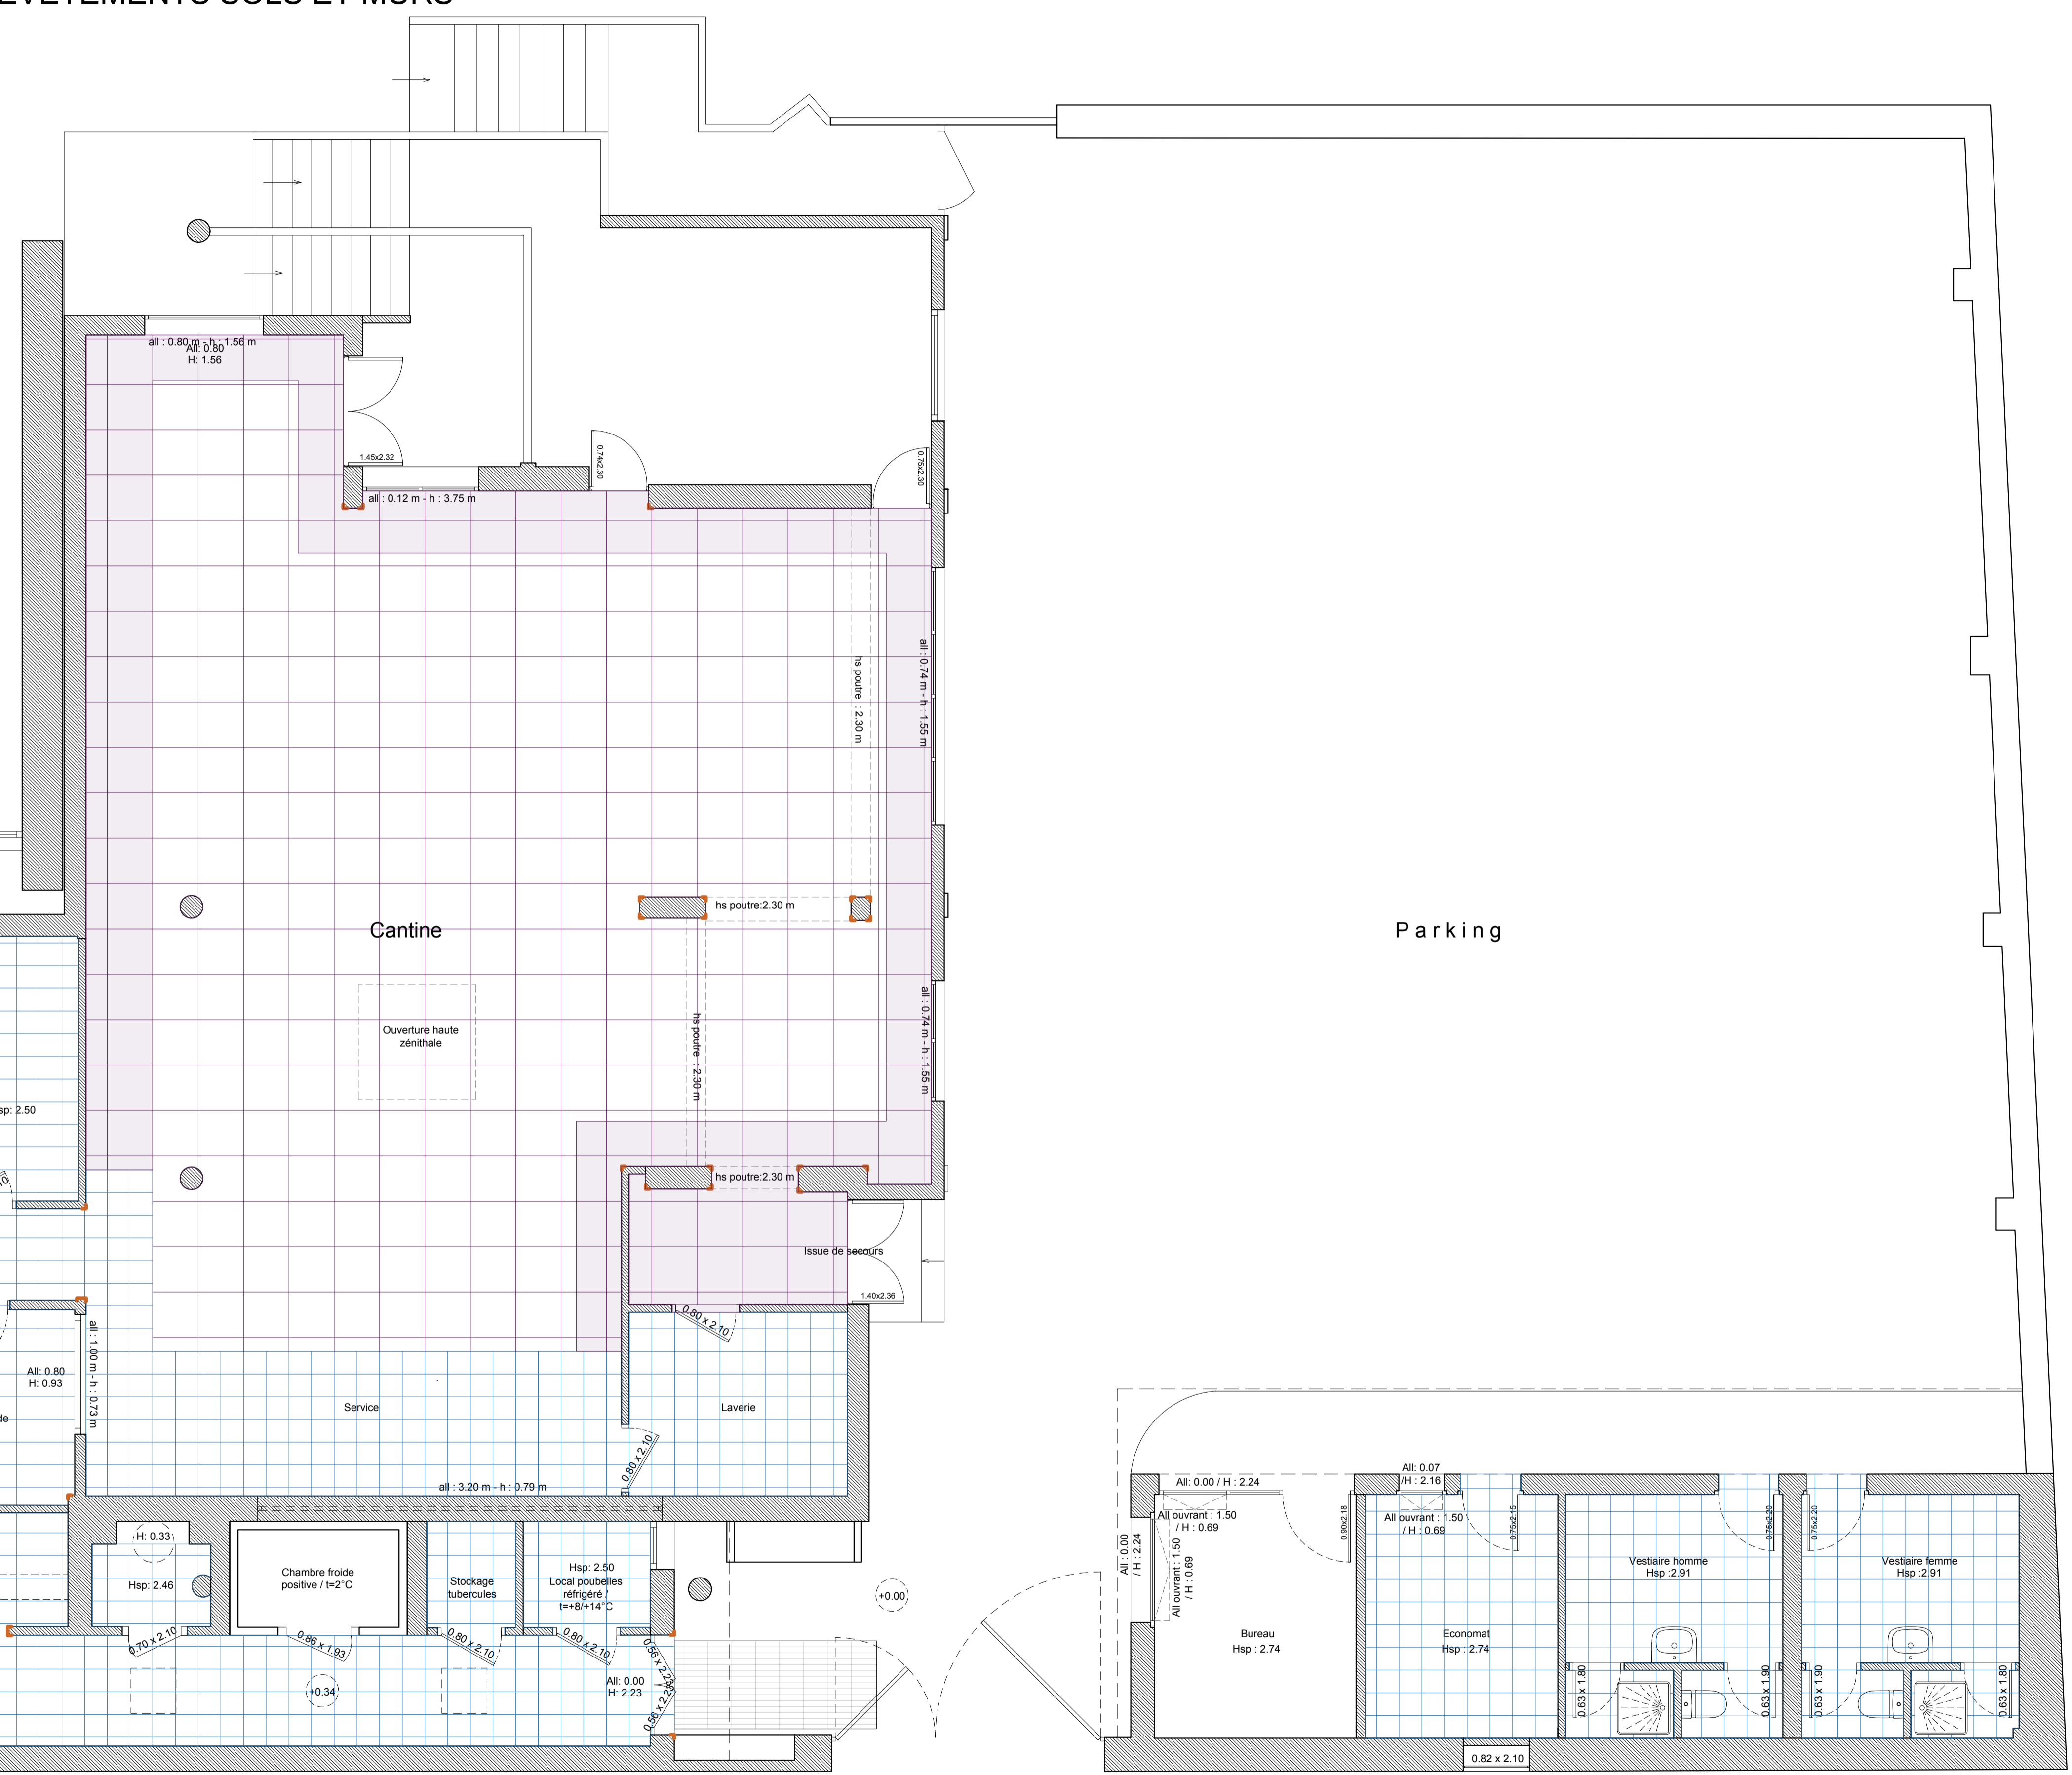 EVÊTEMENTS SOLS ET MURS
all : 0.80 m - h : 1.56 m
All: 0.80
H: 1.56
1.45x2.32
all : 0.12 m - h : 3.75 m
0.74x2.30
0.75x2.30
all : 0.74 m - h : 1.55 m
hs poutre : 2.30 m
hs poutre:2.30 m
Cantine
Parking
Ouverture haute
zénithale
hs poutre : 2.30 m
all : 0.74 m - h : 1.55 m
sp: 2.50
hs poutre:2.30 m
Issue de secours
1.40x2.36
0.80 x 2.10
All: 0.80
H: 0.93
all : 1.00 m - h : 0.73 m
de
Service
Laverie
0.80 x 2.10
all : 3.20 m - h : 0.79 m
H: 0.33
Hsp: 2.46
Chambre froide
positive / t=2°C
Stockage
tubercules
Hsp: 2.50
Local poubelles
réfrigéré /
t=+8/+14°C
0.70 x 2.10
0.86 x 1.93
0.80 x 2.10
0.80 x 2.10
0.56 x 2.23
All: 0.00
H: 2.23
0.56 x 2.23
+0.34
+0.00
All: 0.00 / H : 2.24
All ouvrant : 1.50
/ H : 0.69
All : 0.00
/ H : 2.24
All ouvrant : 1.50
/ H : 0.69
0.90x2.18
Bureau
Hsp : 2.74
All: 0.07
/H : 2.16
All ouvrant : 1.50
/ H : 0.69
0.75x2.15
Economat
Hsp : 2.74
0.75x2.20
Vestiaire homme
Hsp :2.91
0.63 x 1.80
0.63 x 1.90
0.75x2.20
Vestiaire femme
Hsp :2.91
0.63 x 1.90
0.63 x 1.80
0.82 x 2.10